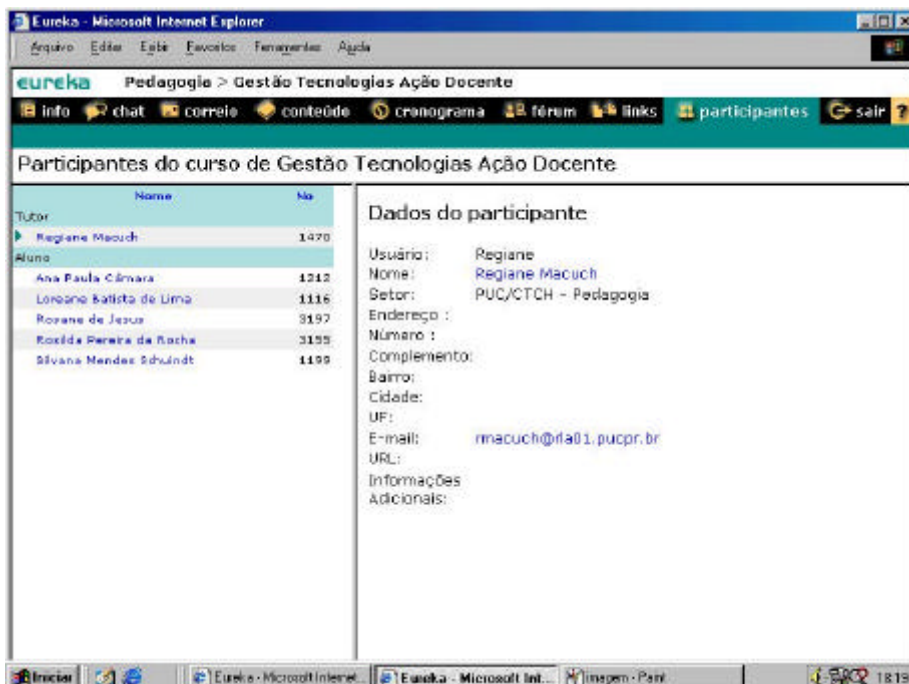 Eureka - Microsoft Internet Explorer
Arquivo Editar Exibir Favoritos Ferramentas Ajuda
eureka Pedagogia > Gestão Tecnologias Ação Docente
info chat correio conteúdo cronograma fórum links participantes sair ?
Participantes do curso de Gestão Tecnologias Ação Docente
Nome No
Tutor
Regiane Macuch 1470
Aluno
Ana Paula Câmara 1212
Loreane Batista de Lima 1116
Rosane de Jesus 3197
Rosilda Pereira da Rocha 3155
Silvana Mendes Schuindt 1199
Dados do participante
Usuário: Regiane
Nome: Regiane Macuch
Setor: PUC/CTCH - Pedagogia
Endereço :
Número :
Complemento:
Bairro:
Cidade:
UF:
E-mail: rmacuch@rla01.pucpr.br
URL:
Informações
Adicionais:
Iniciar Eureka - Microsoft Internet... Eureka - Microsoft Int... imagem - Paint 18:19